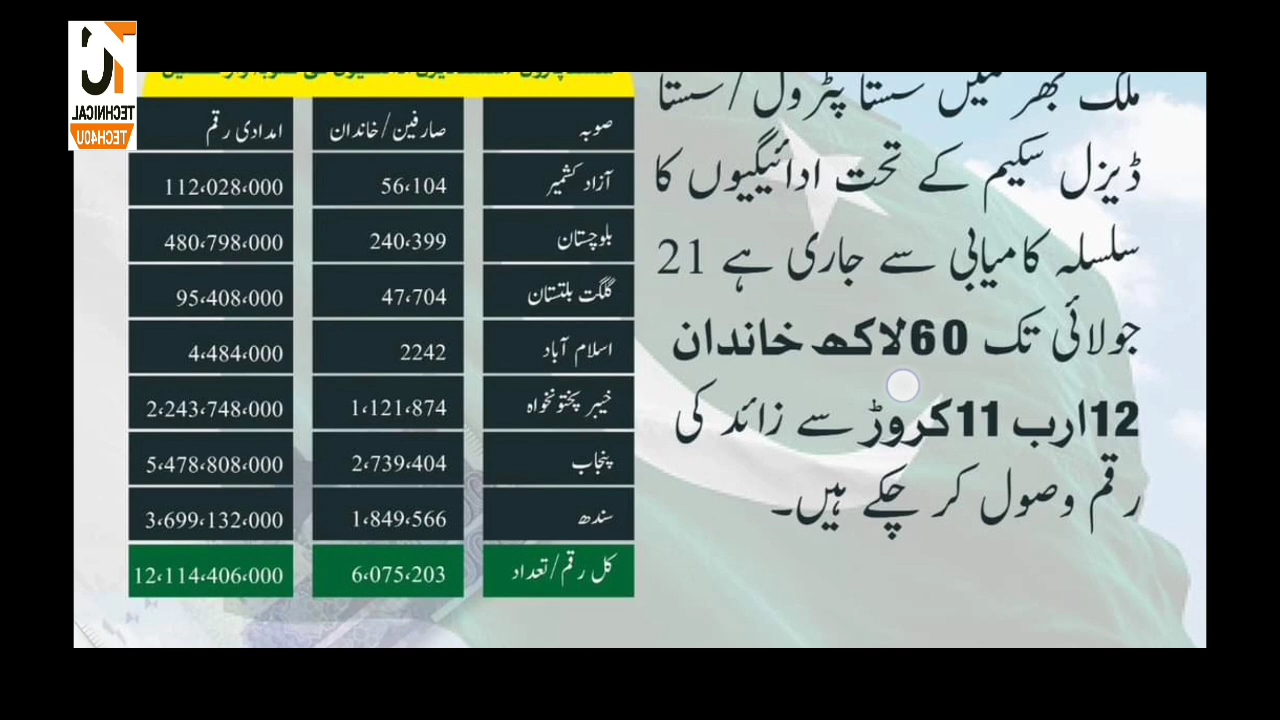 ملک بھر میں سستا پٹرول/سستا
ڈیزل سکیم کے تحت ادائیگیوں کا
سلسلہ کامیابی سے جاری ہے 21
جولائی تک 60لاکھ خاندان
12ارب 11کروڑ سے زائد کی
رقم وصول کر چکے ہیں۔
صوبہ صارفین/خاندان امدادی رقم
آزاد کشمیر 56،104 112،028،000
بلوچستان 240،399 480،798،000
گلگت بلتستان 47،704 95،408،000
اسلام آباد 2242 4،484،000
خیبر پختونخواہ 1،121،874 2،243،748،000
پنجاب 2،739،404 5،478،808،000
سندھ 1،849،566 3،699،132،000
کل رقم/تعداد 6،075،203 12،114،406،000
TECHNICAL
TECH40U